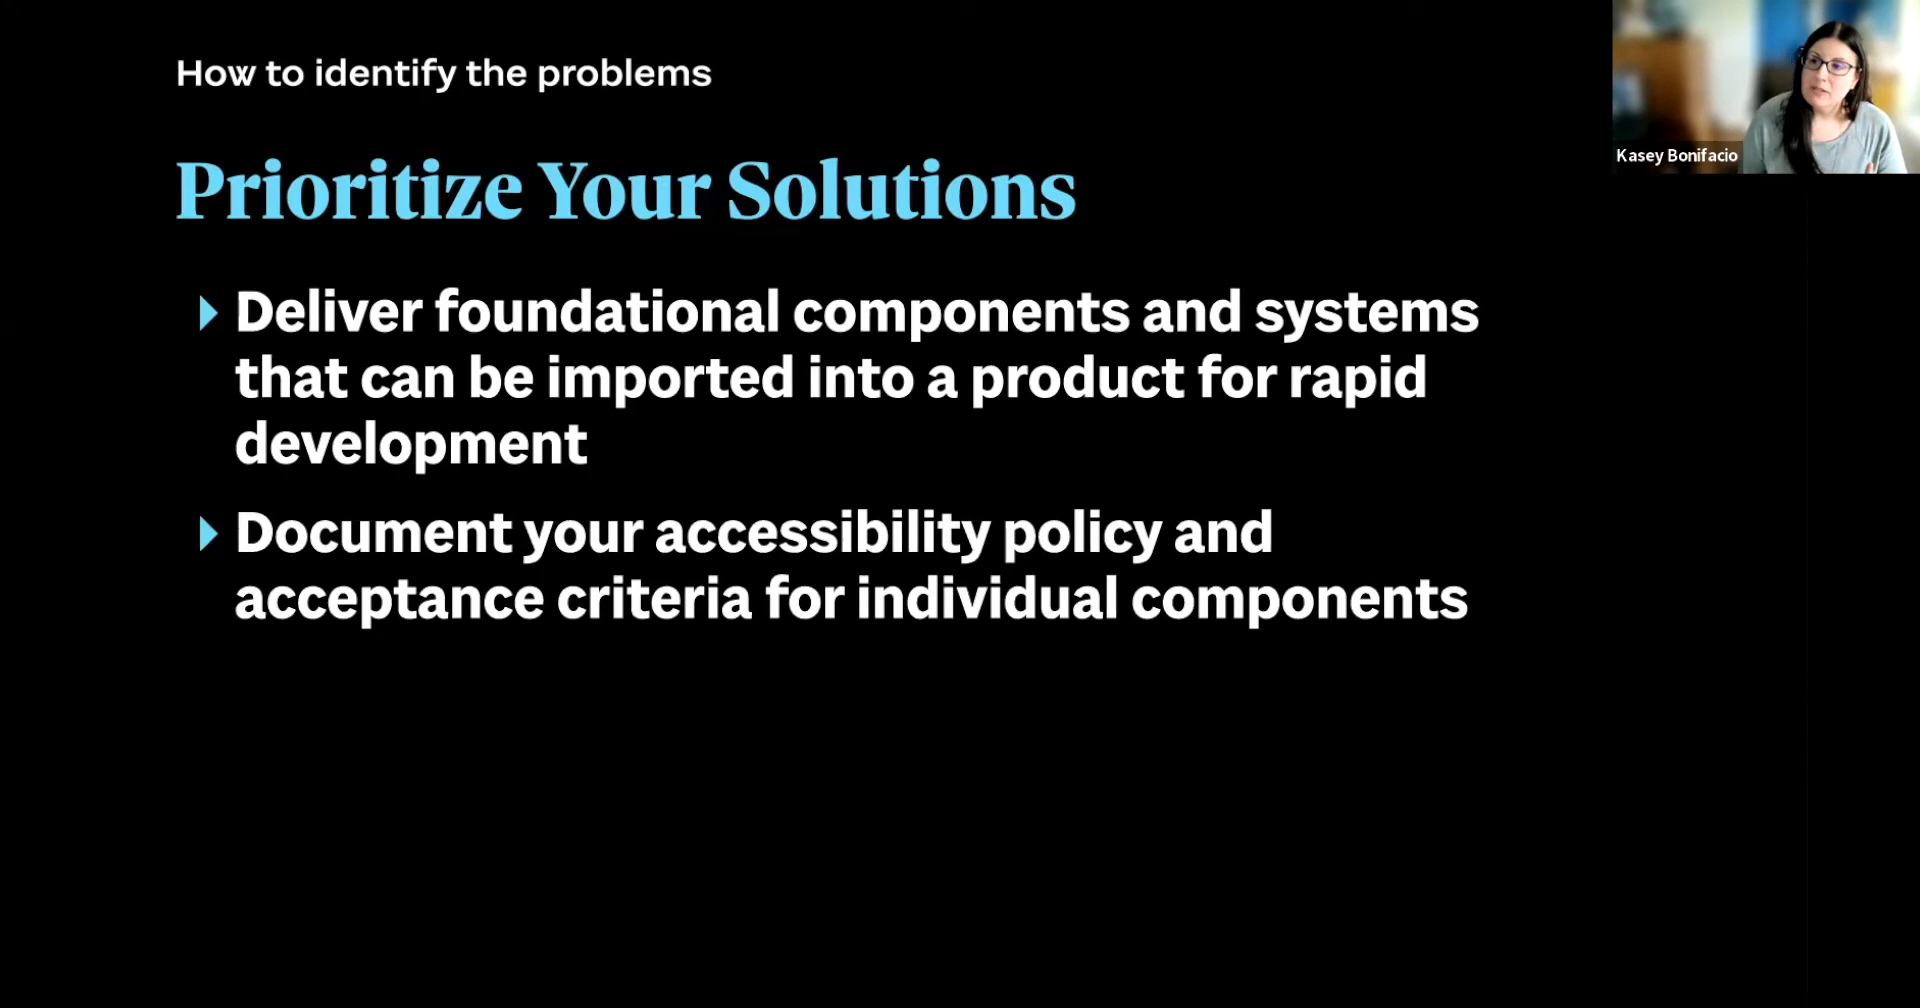 How to identify the problems
Prioritize Your Solutions
Deliver foundational components and systems
that can be imported into a product for rapid
development
Document your accessibility policy and
acceptance criteria for individual components
Kasey Bonifacio